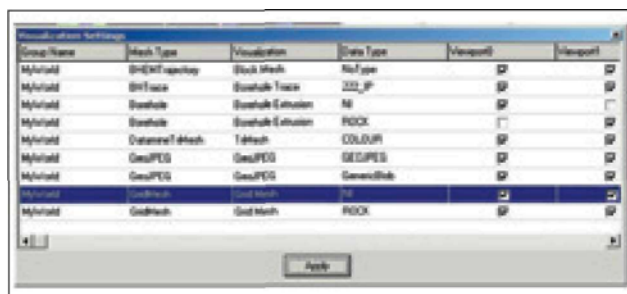 Visualization Settings
Group Name Mesh Type Visualization Data Type Viewport0 Viewport1
MyWorld BHEMTrajectory Block Mesh NoType
MyWorld BHTrace Borehole Trace 222_IP
MyWorld Borehole Borehole Extrusion NI
MyWorld Borehole Borehole Extrusion ROCK
MyWorld DatamineTriMesh TriMesh COLOUR
MyWorld GeoJPEG GeoJPEG GEOJPEG
MyWorld GeoJPEG GeoJPEG GenericBlob
MyWorld GridMesh Grid Mesh NI
MyWorld GridMesh Grid Mesh ROCK
Apply